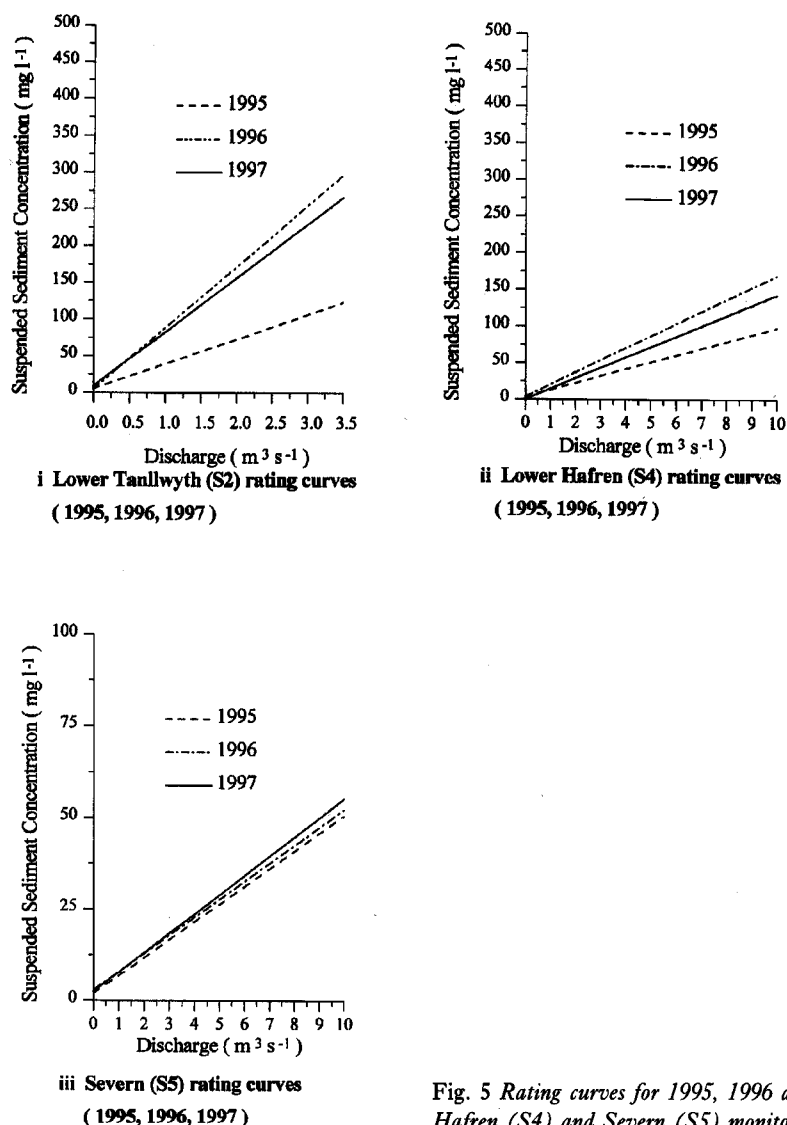 Suspended Sediment Concentration ( mg l-1 )
500
450
400
350
300
250
200
150
100
50
0
1995
1996
1997
0.0 0.5 1.0 1.5 2.0 2.5 3.0 3.5
Discharge ( m 3 s -1 )
i Lower Tanllwyth (S2) rating curves
( 1995, 1996, 1997 )
Suspended Sediment Concentration ( mg l-1 )
500
450
400
350
300
250
200
150
100
50
0
1995
1996
1997
0 1 2 3 4 5 6 7 8 9 10
Discharge ( m 3 s -1 )
ii Lower Hafren (S4) rating curves
( 1995, 1996, 1997 )
Suspended Sediment Concentration ( mg l-1 )
100
75
50
25
0
1995
1996
1997
0 1 2 3 4 5 6 7 8 9 10
Discharge ( m 3 s -1 )
iii Severn (S5) rating curves
( 1995, 1996, 1997 )
Fig. 5 Rating curves for 1995, 1996
Hafren (S4) and Severn (S5)